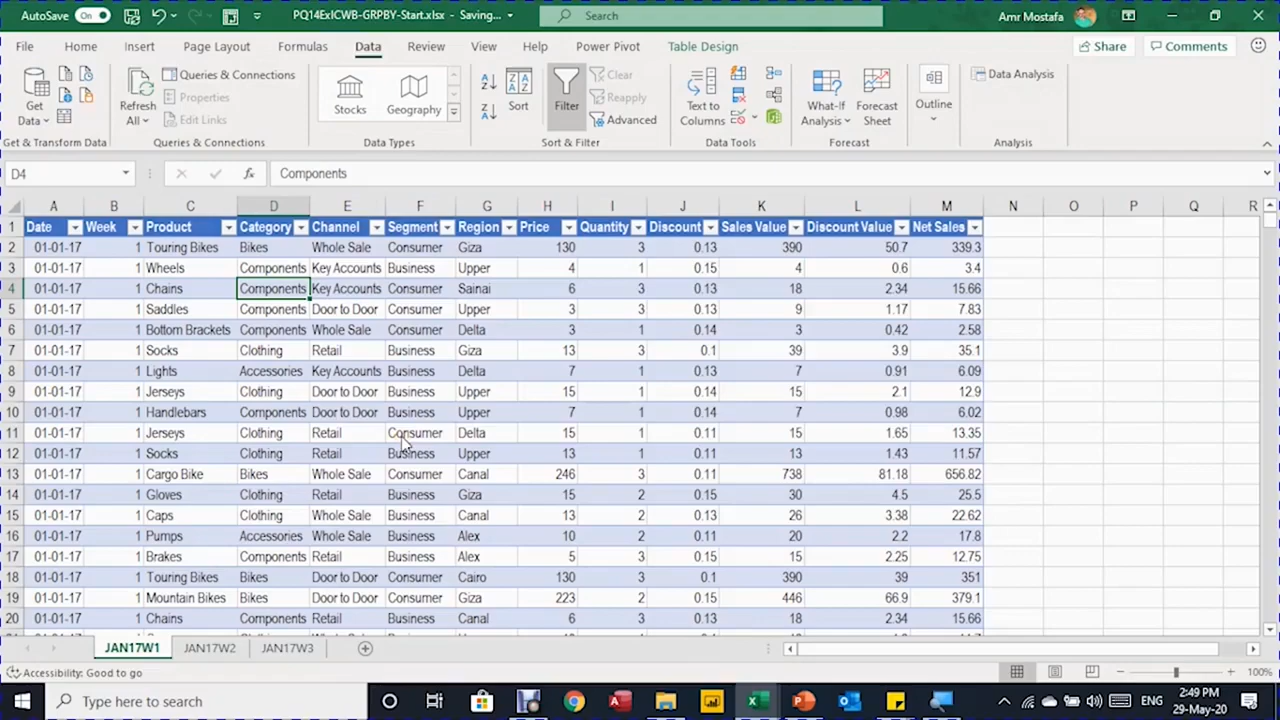 AutoSave On PQ14ExICWB-GRPBY-Start.xlsx - Saving... Search Amr Mostafa
File Home Insert Page Layout Formulas Data Review View Help Power Pivot Table Design Share Comments
Get Data Refresh All Queries & Connections Properties Edit Links Stocks Geography Sort Filter Clear Reapply Advanced Text to Columns What-If Analysis Forecast Sheet Outline Data Analysis
Get & Transform Data Queries & Connections Data Types Sort & Filter Data Tools Forecast Analysis
D4 fx Components
A B C D E F G H I J K L M N O P Q R
1 Date Week Product Category Channel Segment Region Price Quantity Discount Sales Value Discount Value Net Sales
2 01-01-17 1 Touring Bikes Bikes Whole Sale Consumer Giza 130 3 0.13 390 50.7 339.3
3 01-01-17 1 Wheels Components Key Accounts Business Upper 4 1 0.15 4 0.6 3.4
4 01-01-17 1 Chains Components Key Accounts Consumer Sainai 6 3 0.13 18 2.34 15.66
5 01-01-17 1 Saddles Components Door to Door Consumer Upper 3 3 0.13 9 1.17 7.83
6 01-01-17 1 Bottom Brackets Components Whole Sale Consumer Delta 3 1 0.14 3 0.42 2.58
7 01-01-17 1 Socks Clothing Retail Business Giza 13 3 0.1 39 3.9 35.1
8 01-01-17 1 Lights Accessories Key Accounts Business Delta 7 1 0.13 7 0.91 6.09
9 01-01-17 1 Jerseys Clothing Door to Door Business Upper 15 1 0.14 15 2.1 12.9
10 01-01-17 1 Handlebars Components Door to Door Business Upper 7 1 0.14 7 0.98 6.02
11 01-01-17 1 Jerseys Clothing Retail Consumer Delta 15 1 0.11 15 1.65 13.35
12 01-01-17 1 Socks Clothing Retail Business Upper 13 1 0.11 13 1.43 11.57
13 01-01-17 1 Cargo Bike Bikes Whole Sale Consumer Canal 246 3 0.11 738 81.18 656.82
14 01-01-17 1 Gloves Clothing Retail Business Giza 15 2 0.15 30 4.5 25.5
15 01-01-17 1 Caps Clothing Whole Sale Business Canal 13 2 0.13 26 3.38 22.62
16 01-01-17 1 Pumps Accessories Whole Sale Business Alex 10 2 0.11 20 2.2 17.8
17 01-01-17 1 Brakes Components Retail Business Alex 5 3 0.15 15 2.25 12.75
18 01-01-17 1 Touring Bikes Bikes Door to Door Consumer Cairo 130 3 0.1 390 39 351
19 01-01-17 1 Mountain Bikes Bikes Door to Door Consumer Giza 223 2 0.15 446 66.9 379.1
20 01-01-17 1 Chains Components Retail Business Canal 6 3 0.13 18 2.34 15.66
JAN17W1 JAN17W2 JAN17W3
Accessibility: Good to go 100%
Type here to search ENG 2:49 PM
29-May-20